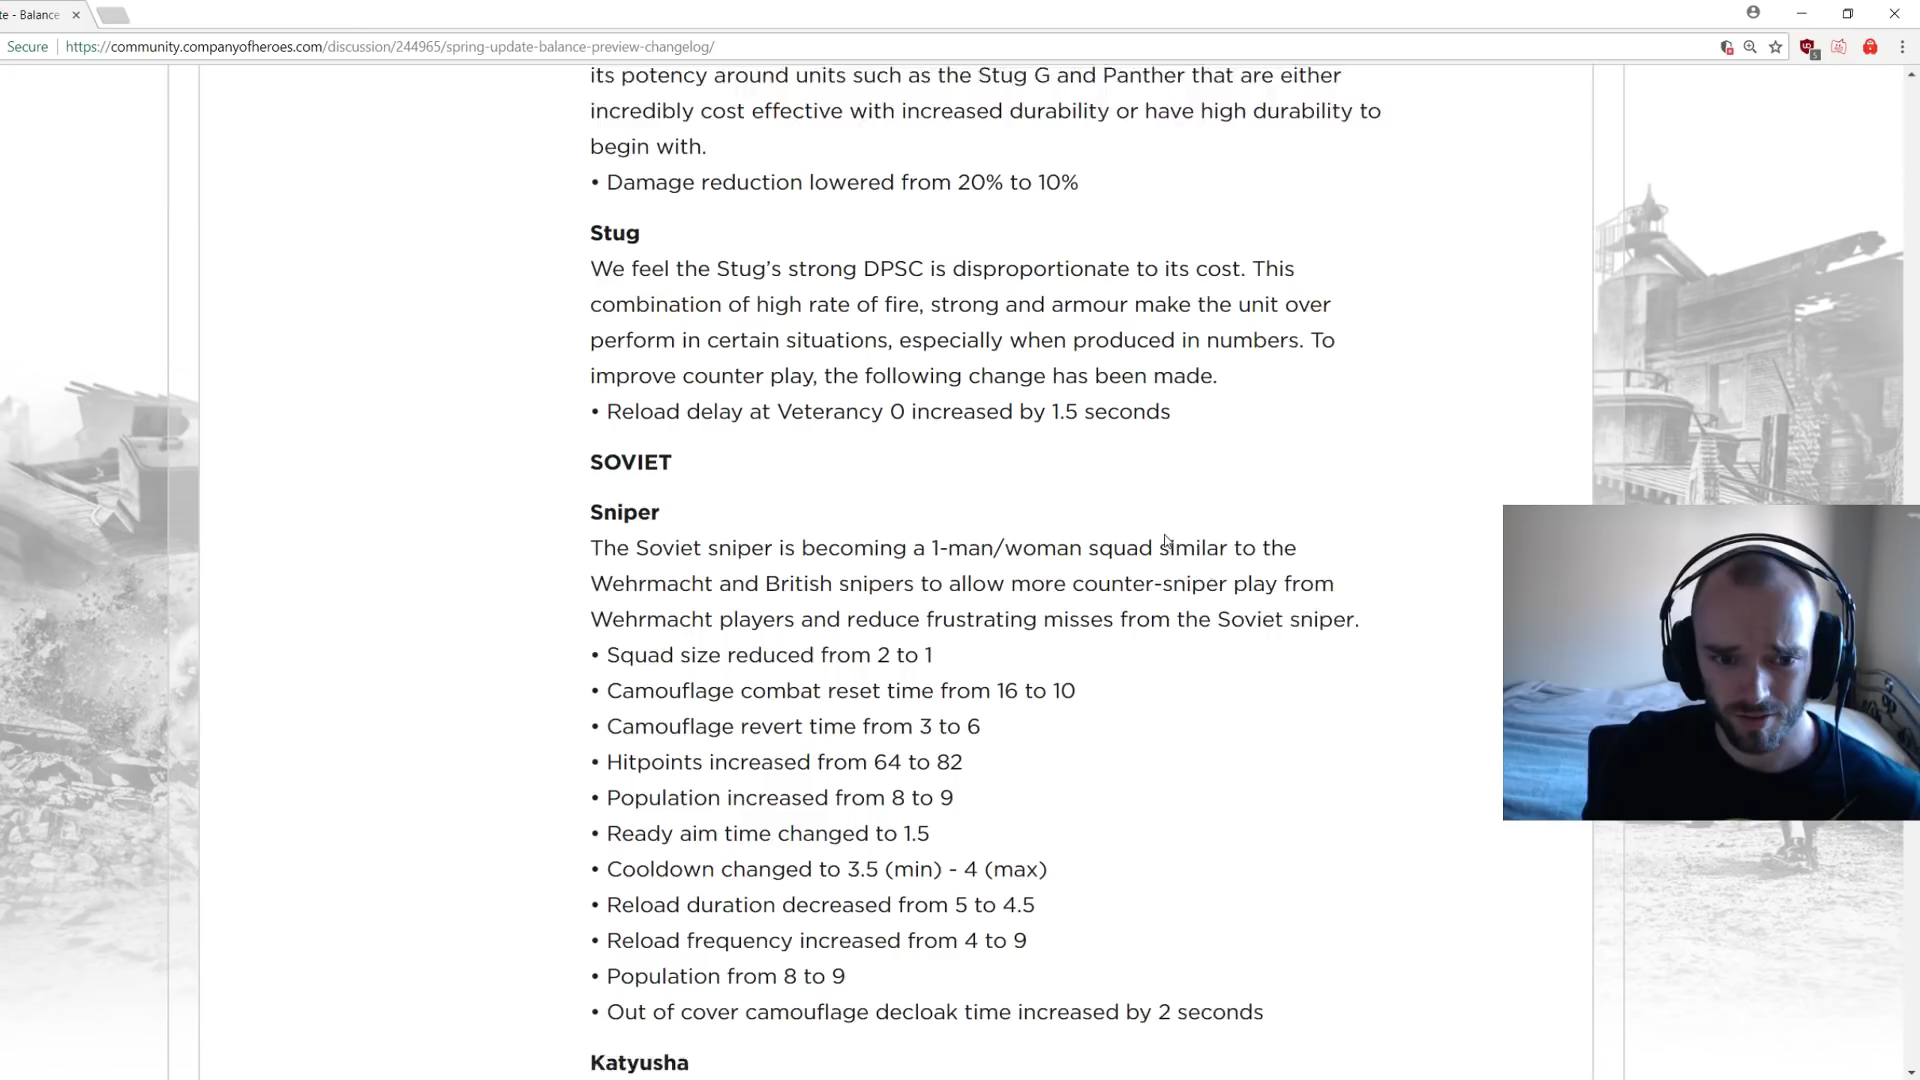 te - Balance
Secure https://community.companyofheroes.com/discussion/244965/spring-update-balance-preview-changelog/
its potency around units such as the Stug G and Panther that are either
incredibly cost effective with increased durability or have high durability to
begin with.
• Damage reduction lowered from 20% to 10%
Stug
We feel the Stug’s strong DPSC is disproportionate to its cost. This
combination of high rate of fire, strong and armour make the unit over
perform in certain situations, especially when produced in numbers. To
improve counter play, the following change has been made.
• Reload delay at Veterancy 0 increased by 1.5 seconds
SOVIET
Sniper
The Soviet sniper is becoming a 1-man/woman squad similar to the
Wehrmacht and British snipers to allow more counter-sniper play from
Wehrmacht players and reduce frustrating misses from the Soviet sniper.
• Squad size reduced from 2 to 1
• Camouflage combat reset time from 16 to 10
• Camouflage revert time from 3 to 6
• Hitpoints increased from 64 to 82
• Population increased from 8 to 9
• Ready aim time changed to 1.5
• Cooldown changed to 3.5 (min) - 4 (max)
• Reload duration decreased from 5 to 4.5
• Reload frequency increased from 4 to 9
• Population from 8 to 9
• Out of cover camouflage decloak time increased by 2 seconds
Katyusha